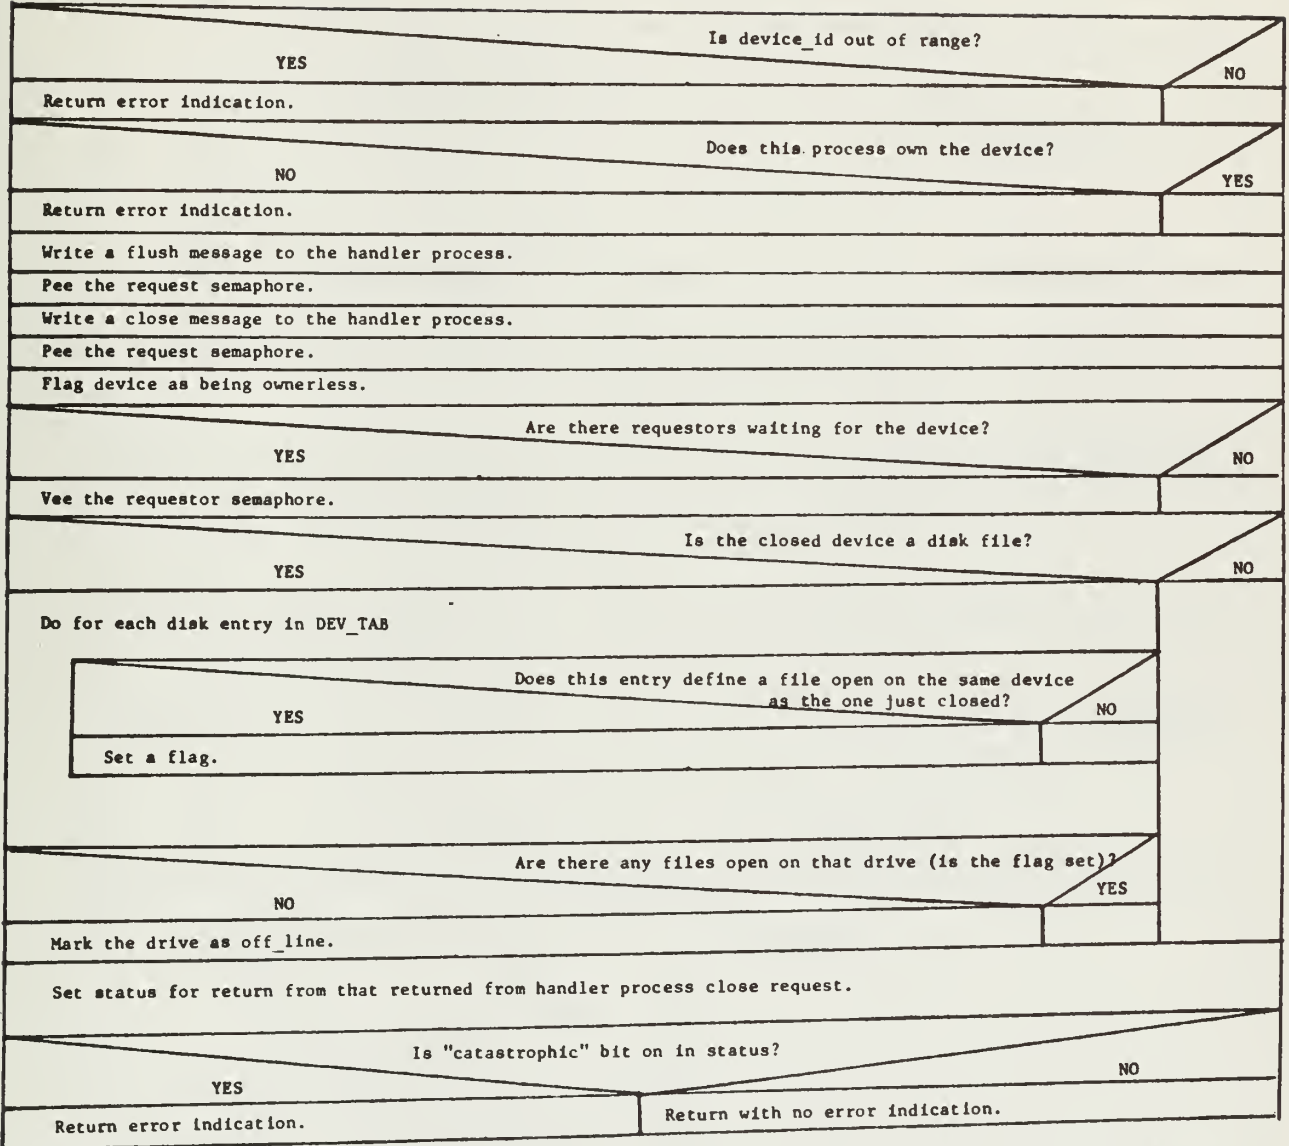 Is device_id out of range?
YES
NO
Return error indication.
Does this process own the device?
NO
YES
Return error indication.
Write a flush message to the handler process.
Pee the request semaphore.
Write a close message to the handler process.
Pee the request semaphore.
Flag device as being ownerless.
Are there requestors waiting for the device?
YES
NO
Vee the requestor semaphore.
Is the closed device a disk file?
YES
NO
Do for each disk entry in DEV_TAB
Does this entry define a file open on the same device
as the one just closed?
YES
NO
Set a flag.
Are there any files open on that drive (is the flag set)?
NO
YES
Mark the drive as off_line.
Set status for return from that returned from handler process close request.
Is "catastrophic" bit on in status?
YES
NO
Return error indication.
Return with no error indication.